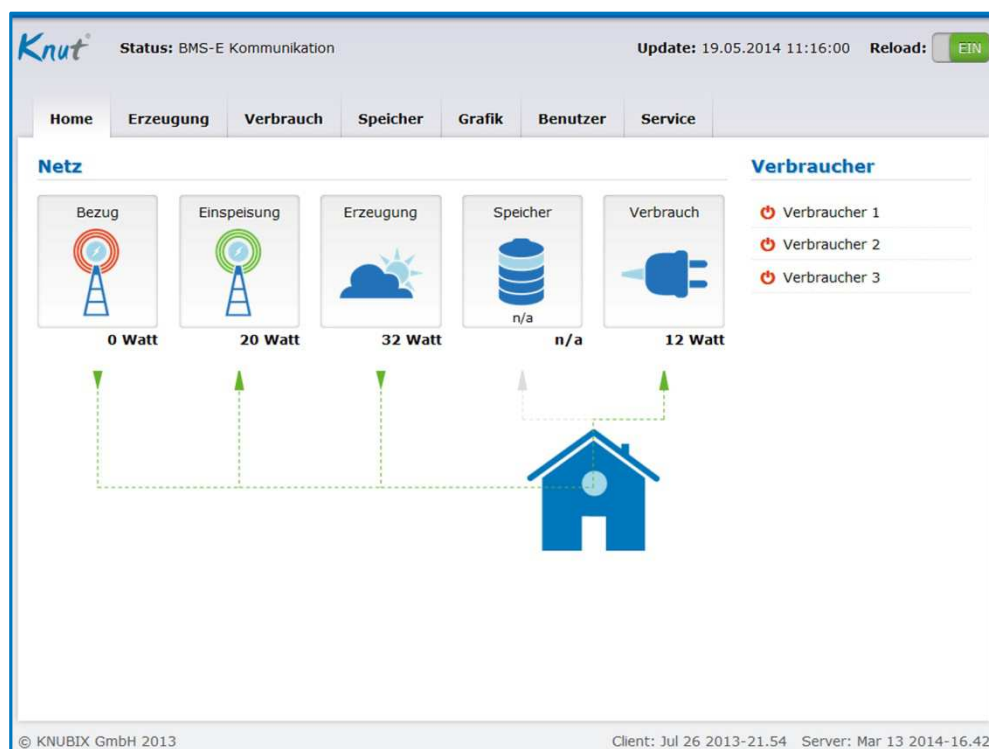 Knut® Status: BMS-E Kommunikation Update: 19.05.2014 11:16:00 Reload: EIN
Home Erzeugung Verbrauch Speicher Grafik Benutzer Service
Netz
Bezug Einspeisung Erzeugung Speicher Verbrauch
n/a
0 Watt 20 Watt 32 Watt n/a 12 Watt
Verbraucher
Verbraucher 1
Verbraucher 2
Verbraucher 3
© KNUBIX GmbH 2013 Client: Jul 26 2013-21.54 Server: Mar 13 2014-16.42